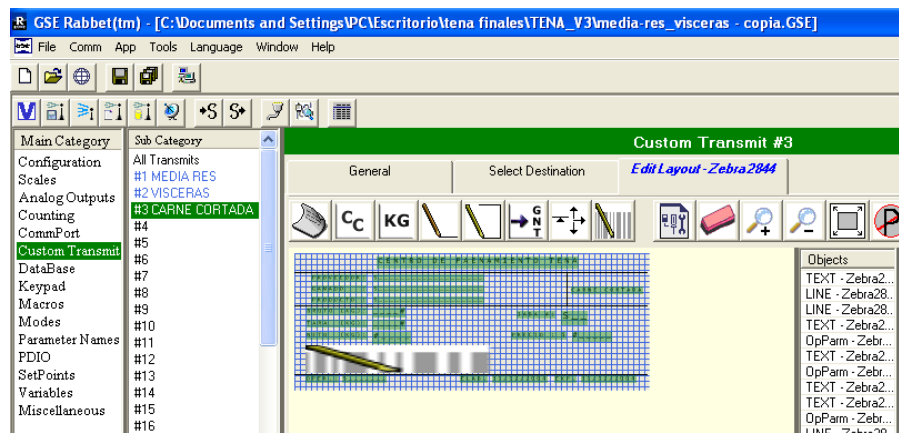 GSE Rabbet(tm) - [C:\Documents and Settings\PC\Escritorio\tena finales\TENA_V3\media-res_visceras - copia.GSE]
File Comm App Tools Language Window Help
V S S
Main Category
Configuration
Scales
Analog Outputs
Counting
CommPort
Custom Transmit
DataBase
Keypad
Macros
Modes
Parameter Names
PDIO
SetPoints
Variables
Miscellaneous
Sub Category
All Transmits
#1 MEDIA RES
#2 VISCERAS
#3 CARNE CORTADA
#4
#5
#6
#7
#8
#9
#10
#11
#12
#13
#14
#15
#16
Custom Transmit #3
General Select Destination Edit Layout - Zebra2844
CC KG GNT P
CENTRO DE FAENAMIENTO TENA
CARNE CORTADA
Objects
TEXT - Zebra2...
LINE - Zebra28...
LINE - Zebra28...
TEXT - Zebra2...
OpParm - Zebr...
TEXT - Zebra2...
OpParm - Zebr...
TEXT - Zebra2...
TEXT - Zebra2...
OpParm - Zebr...
LINE - Zebra28...